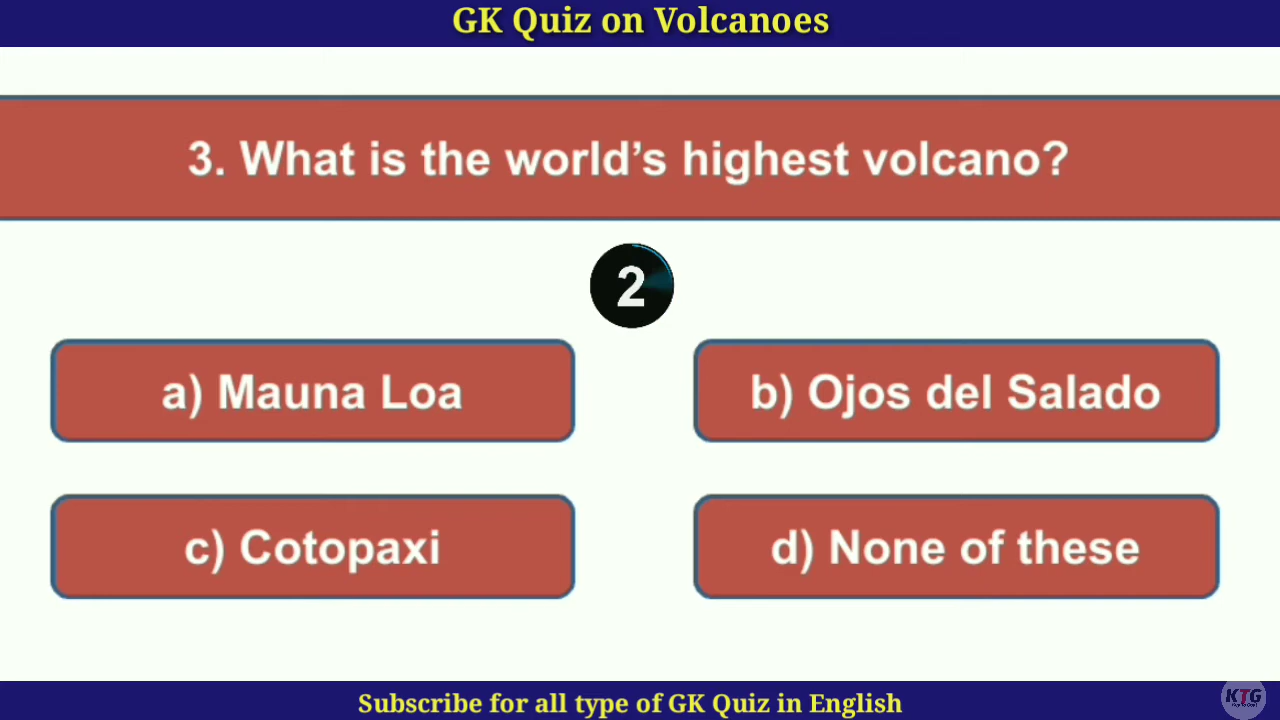 GK Quiz on Volcanoes
3. What is the world's highest volcano?
2
a) Mauna Loa
b) Ojos del Salado
c) Cotopaxi
d) None of these
Subscribe for all type of GK Quiz in English
KTG